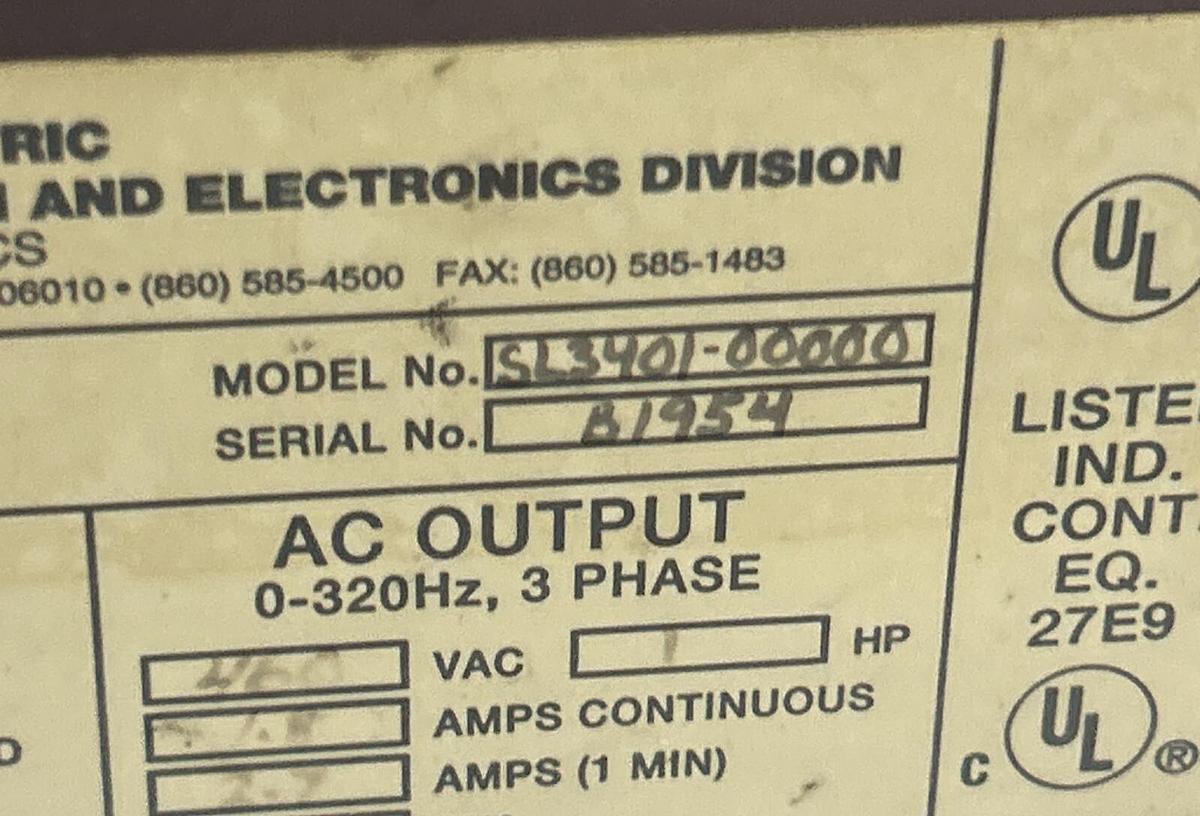 RIC
AND ELECTRONICS DIVISION
CS
06010 • (860) 585-4500 FAX: (860) 585-1483
MODEL No. SL3401-00000
SERIAL No. B1954
AC OUTPUT
0-320Hz, 3 PHASE
460 VAC 1 HP
AMPS CONTINUOUS
AMPS (1 MIN)
D
UL
LISTE
IND.
CONT
EQ.
27E9
C UL ®